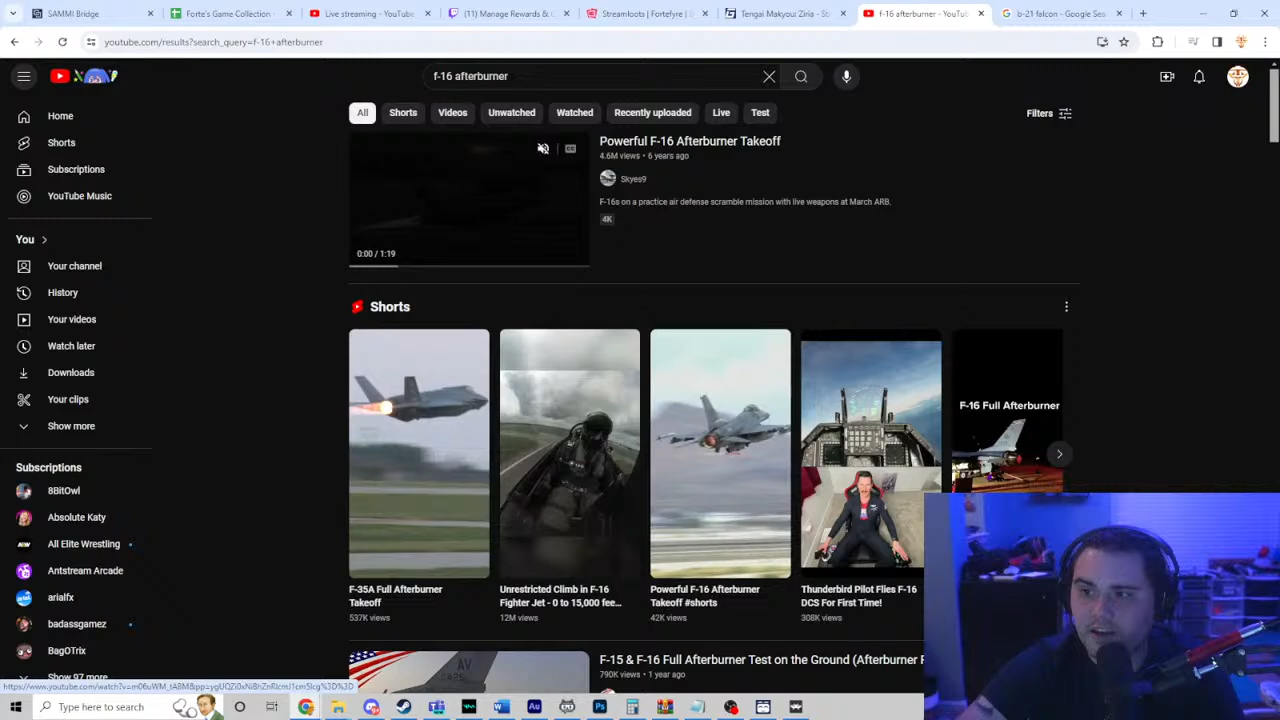 SAMMI Bridge
Forte's Game Collection -
Live streaming - YouTube
(11) Manage Rewards & C
Streamloots | Fortefyre | D
Tengai Makyou: Ziria - St
f-16 afterburner - YouTub
b-21 falcon - Google Sea
youtube.com/results?search_query=f-16+afterburner
f-16 afterburner
All
Shorts
Videos
Unwatched
Watched
Recently uploaded
Live
Test
Filters
Home
Shorts
Subscriptions
YouTube Music
You
Your channel
History
Your videos
Watch later
Downloads
Your clips
Show more
Subscriptions
8BitOwl
Absolute Katy
All Elite Wrestling
Antstream Arcade
arialfx
badassgamez
BagOTrix
Show 97 more
CC
0:00 / 1:19
Powerful F-16 Afterburner Takeoff
4.6M views • 6 years ago
Skyes9
F-16s on a practice air defense scramble mission with live weapons at March ARB.
4K
Shorts
F-16 Full Afterburner
F-35A Full Afterburner
Takeoff
537K views
Unrestricted Climb in F-16
Fighter Jet - 0 to 15,000 fee...
12M views
Powerful F-16 Afterburner
Takeoff #shorts
42K views
Thunderbird Pilot Flies F-16
DCS For First Time!
308K views
AV
F-15 & F-16 Full Afterburner Test on the Ground (Afterburner R
790K views • 1 year ago
Type here to search